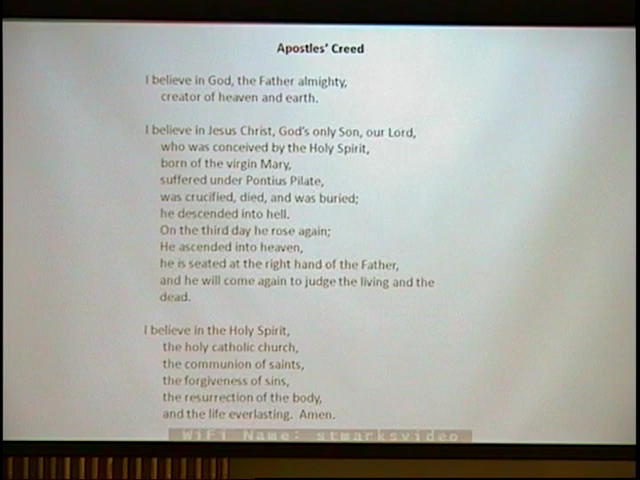 Apostles' Creed
I believe in God, the Father almighty,
creator of heaven and earth.
I believe in Jesus Christ, God's only Son, our Lord,
who was conceived by the Holy Spirit,
born of the virgin Mary,
suffered under Pontius Pilate,
was crucified, died, and was buried;
he descended into hell.
On the third day he rose again;
He ascended into heaven,
he is seated at the right hand of the Father,
and he will come again to judge the living and the
dead.
I believe in the Holy Spirit,
the holy catholic church,
the communion of saints,
the forgiveness of sins,
the resurrection of the body,
and the life everlasting.  Amen.
WiFi Name: stmarksvideo